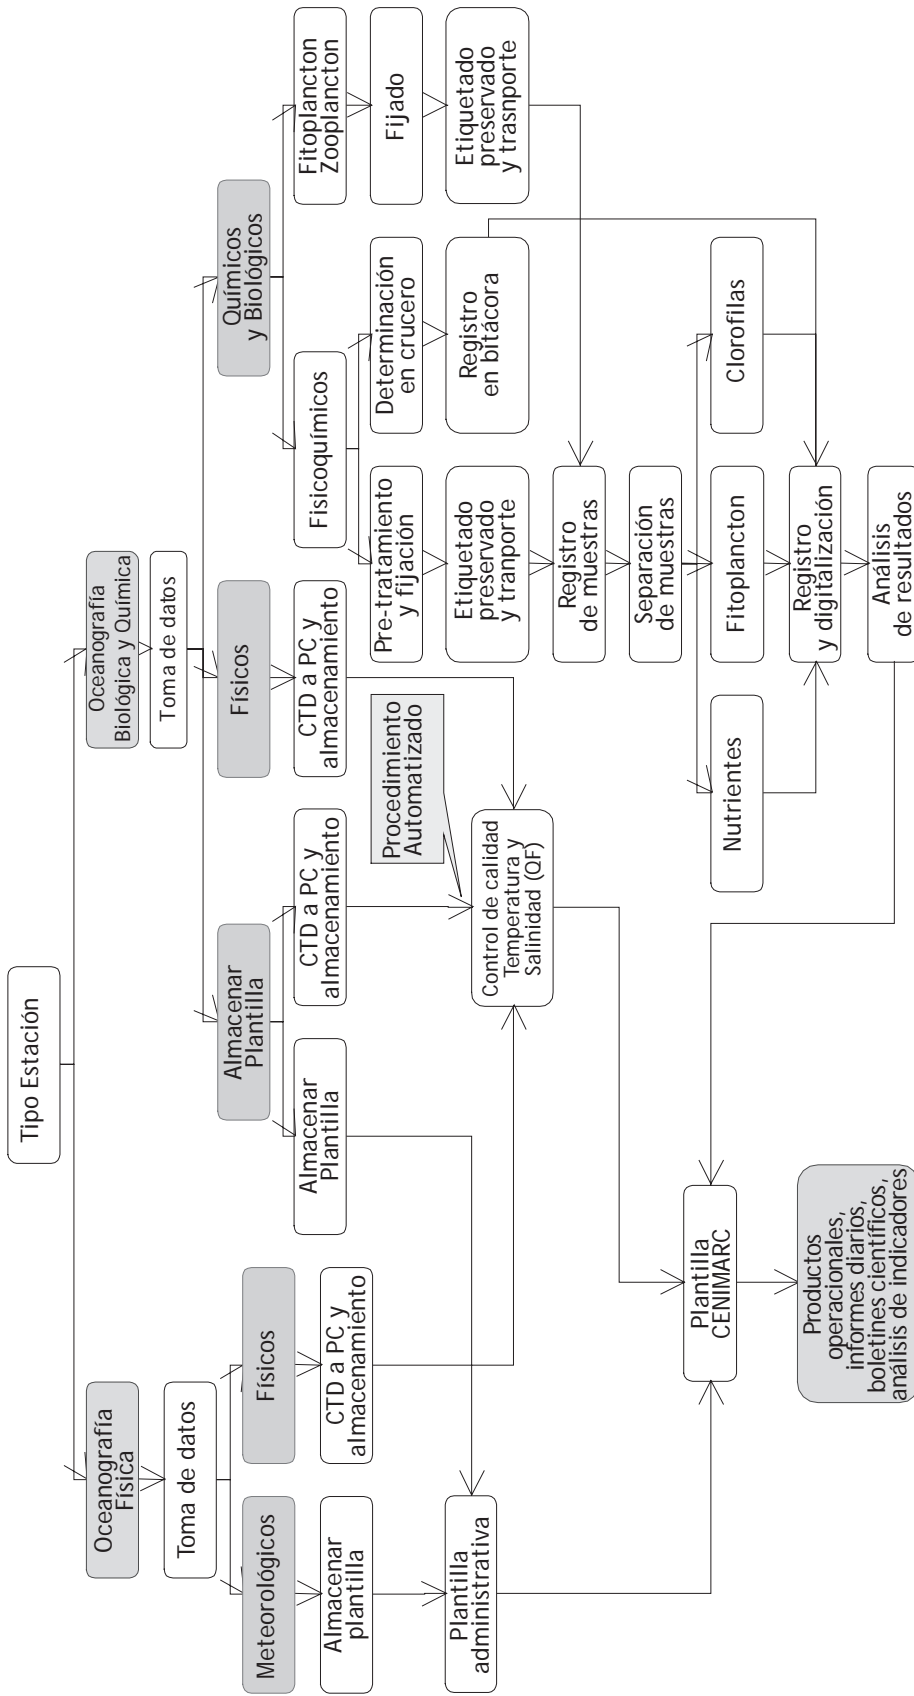 Tipo Estación
Oceanografía
Física
Oceanografía
Biológica y Química
Toma de datos
Toma de datos
Meteorológicos
Físicos
Almacenar
Plantilla
Físicos
Químicos
y Biológicos
Almacenar
plantilla
CTD a PC y
almacenamiento
Almacenar
Plantilla
CTD a PC y
almacenamiento
CTD a PC y
almacenamiento
Fisicoquímicos
Fitoplancton
Zooplancton
Procedimiento
Automatizado
Pre-tratamiento
y fijación
Determinación
en crucero
Fijado
Plantilla
administrativa
Control de calidad
Temperatura y
Salinidad (QF)
Etiquetado
preservado
y tranporte
Registro
en bitácora
Etiquetado
preservado
y trasnporte
Registro
de muestras
Separación
de muestras
Plantilla
CENIMARC
Nutrientes
Fitoplancton
Clorofilas
Productos
operacionales,
informes diarios,
boletines científicos,
análisis de indicadores
Registro
y digitalización
Análisis
de resultados